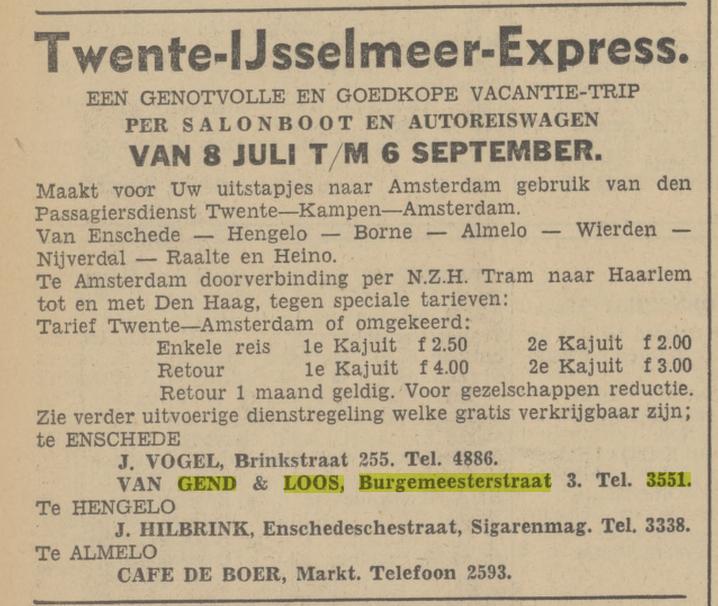 Twente-IJsselmeer-Express.
EEN GENOTVOLLE EN GOEDKOPE VACANTIE-TRIP
PER SALONBOOT EN AUTOREISWAGEN
VAN 8 JULI T/M 6 SEPTEMBER.
Maakt voor Uw uitstapjes naar Amsterdam gebruik van den
Passagiersdienst Twente—Kampen—Amsterdam.
Van Enschede — Hengelo — Borne — Almelo — Wierden —
Nijverdal — Raalte en Heino.
Te Amsterdam doorverbinding per N.Z.H. Tram naar Haarlem
tot en met Den Haag, tegen speciale tarieven:
Tarief Twente—Amsterdam of omgekeerd:
Enkele reis 1e Kajuit f 2.50 2e Kajuit f 2.00
Retour 1e Kajuit f 4.00 2e Kajuit f 3.00
Retour 1 maand geldig. Voor gezelschappen reductie.
Zie verder uitvoerige dienstregeling welke gratis verkrijgbaar zijn;
te ENSCHEDE
J. VOGEL, Brinkstraat 255. Tel. 4886.
VAN GEND & LOOS, Burgemeesterstraat 3. Tel. 3551.
Te HENGELO
J. HILBRINK, Enschedeschestraat, Sigarenmag. Tel. 3338.
Te ALMELO
CAFE DE BOER, Markt. Telefoon 2593.